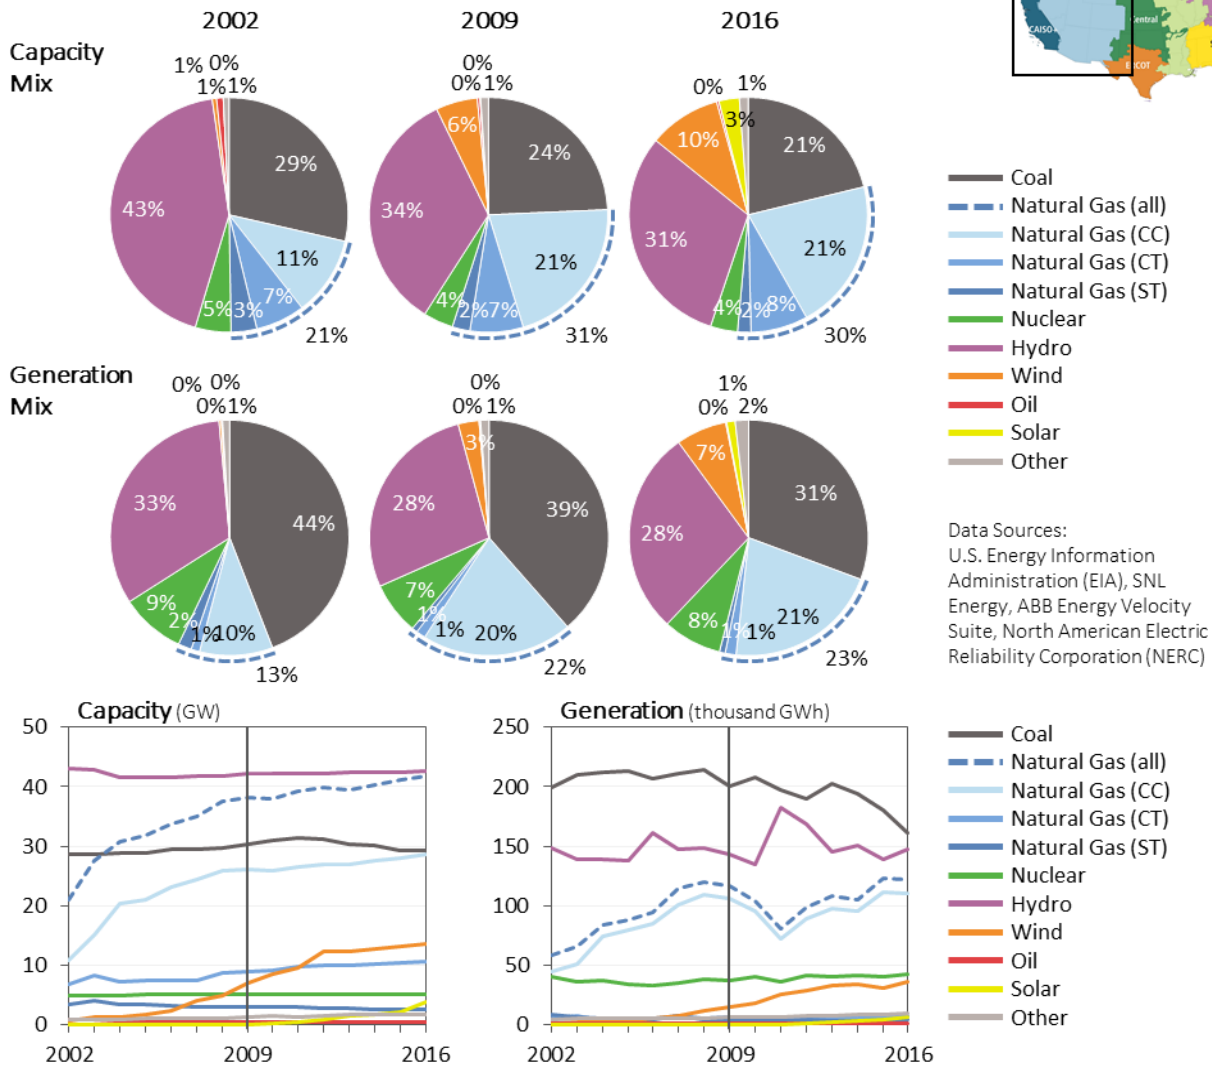 2002 2009 2016
Capacity
Mix
1% 0%
1% 1%
29%
11%
7%
3%
5%
43%
21%
0%
0% 1%
6%
24%
21%
7%
2%
4%
34%
31%
0% 1%
3%
10%
21%
21%
8%
2%
4%
31%
30%
CAISO
Central
ERCOT
Coal
Natural Gas (all)
Natural Gas (CC)
Natural Gas (CT)
Natural Gas (ST)
Nuclear
Hydro
Wind
Oil
Solar
Other
Generation
Mix
0% 0%
0% 1%
44%
10%
1%
2%
9%
33%
13%
0%
0% 1%
3%
39%
20%
1%
1%
7%
28%
22%
1%
0% 2%
7%
31%
21%
1%
1%
8%
28%
23%
Data Sources:
U.S. Energy Information
Administration (EIA), SNL
Energy, ABB Energy Velocity
Suite, North American Electric
Reliability Corporation (NERC)
Capacity (GW)
50
40
30
20
10
0
2002 2009 2016
Generation (thousand GWh)
250
200
150
100
50
0
2002 2009 2016
Coal
Natural Gas (all)
Natural Gas (CC)
Natural Gas (CT)
Natural Gas (ST)
Nuclear
Hydro
Wind
Oil
Solar
Other